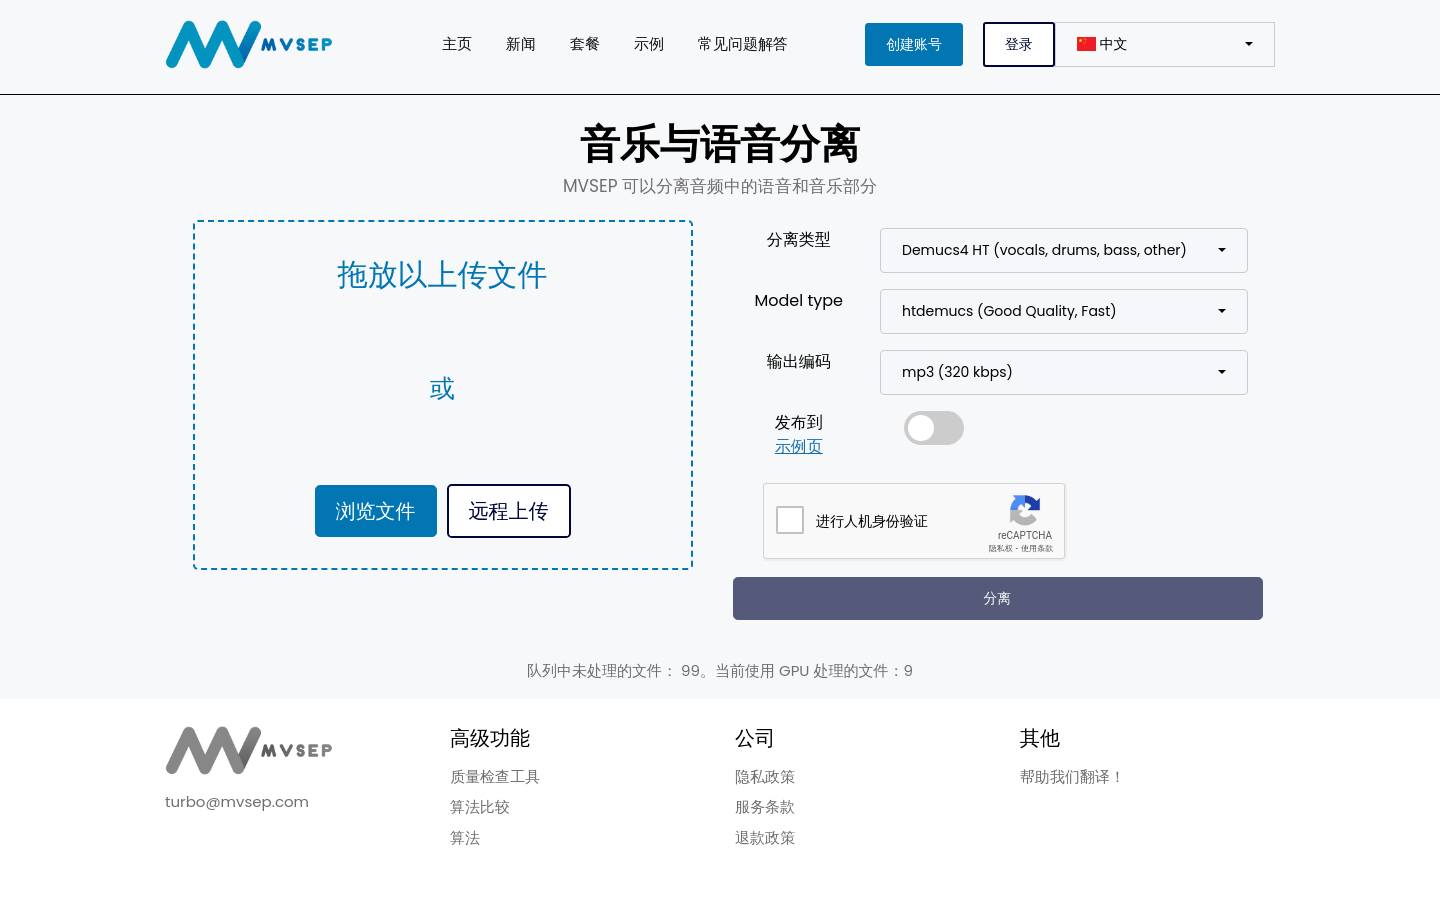 MVSEP
主页 新闻 套餐 示例 常见问题解答 创建账号 登录 中文
音乐与语音分离
MVSEP 可以分离音频中的语音和音乐部分
拖放以上传文件
或
浏览文件 远程上传
分离类型 Demucs4 HT (vocals, drums, bass, other)
Model type htdemucs (Good Quality, Fast)
输出编码 mp3 (320 kbps)
发布到
示例页
进行人机身份验证
reCAPTCHA
隐私权 - 使用条款
分离
队列中未处理的文件： 99。当前使用 GPU 处理的文件：9
MVSEP
turbo@mvsep.com
高级功能
质量检查工具
算法比较
算法
公司
隐私政策
服务条款
退款政策
其他
帮助我们翻译！